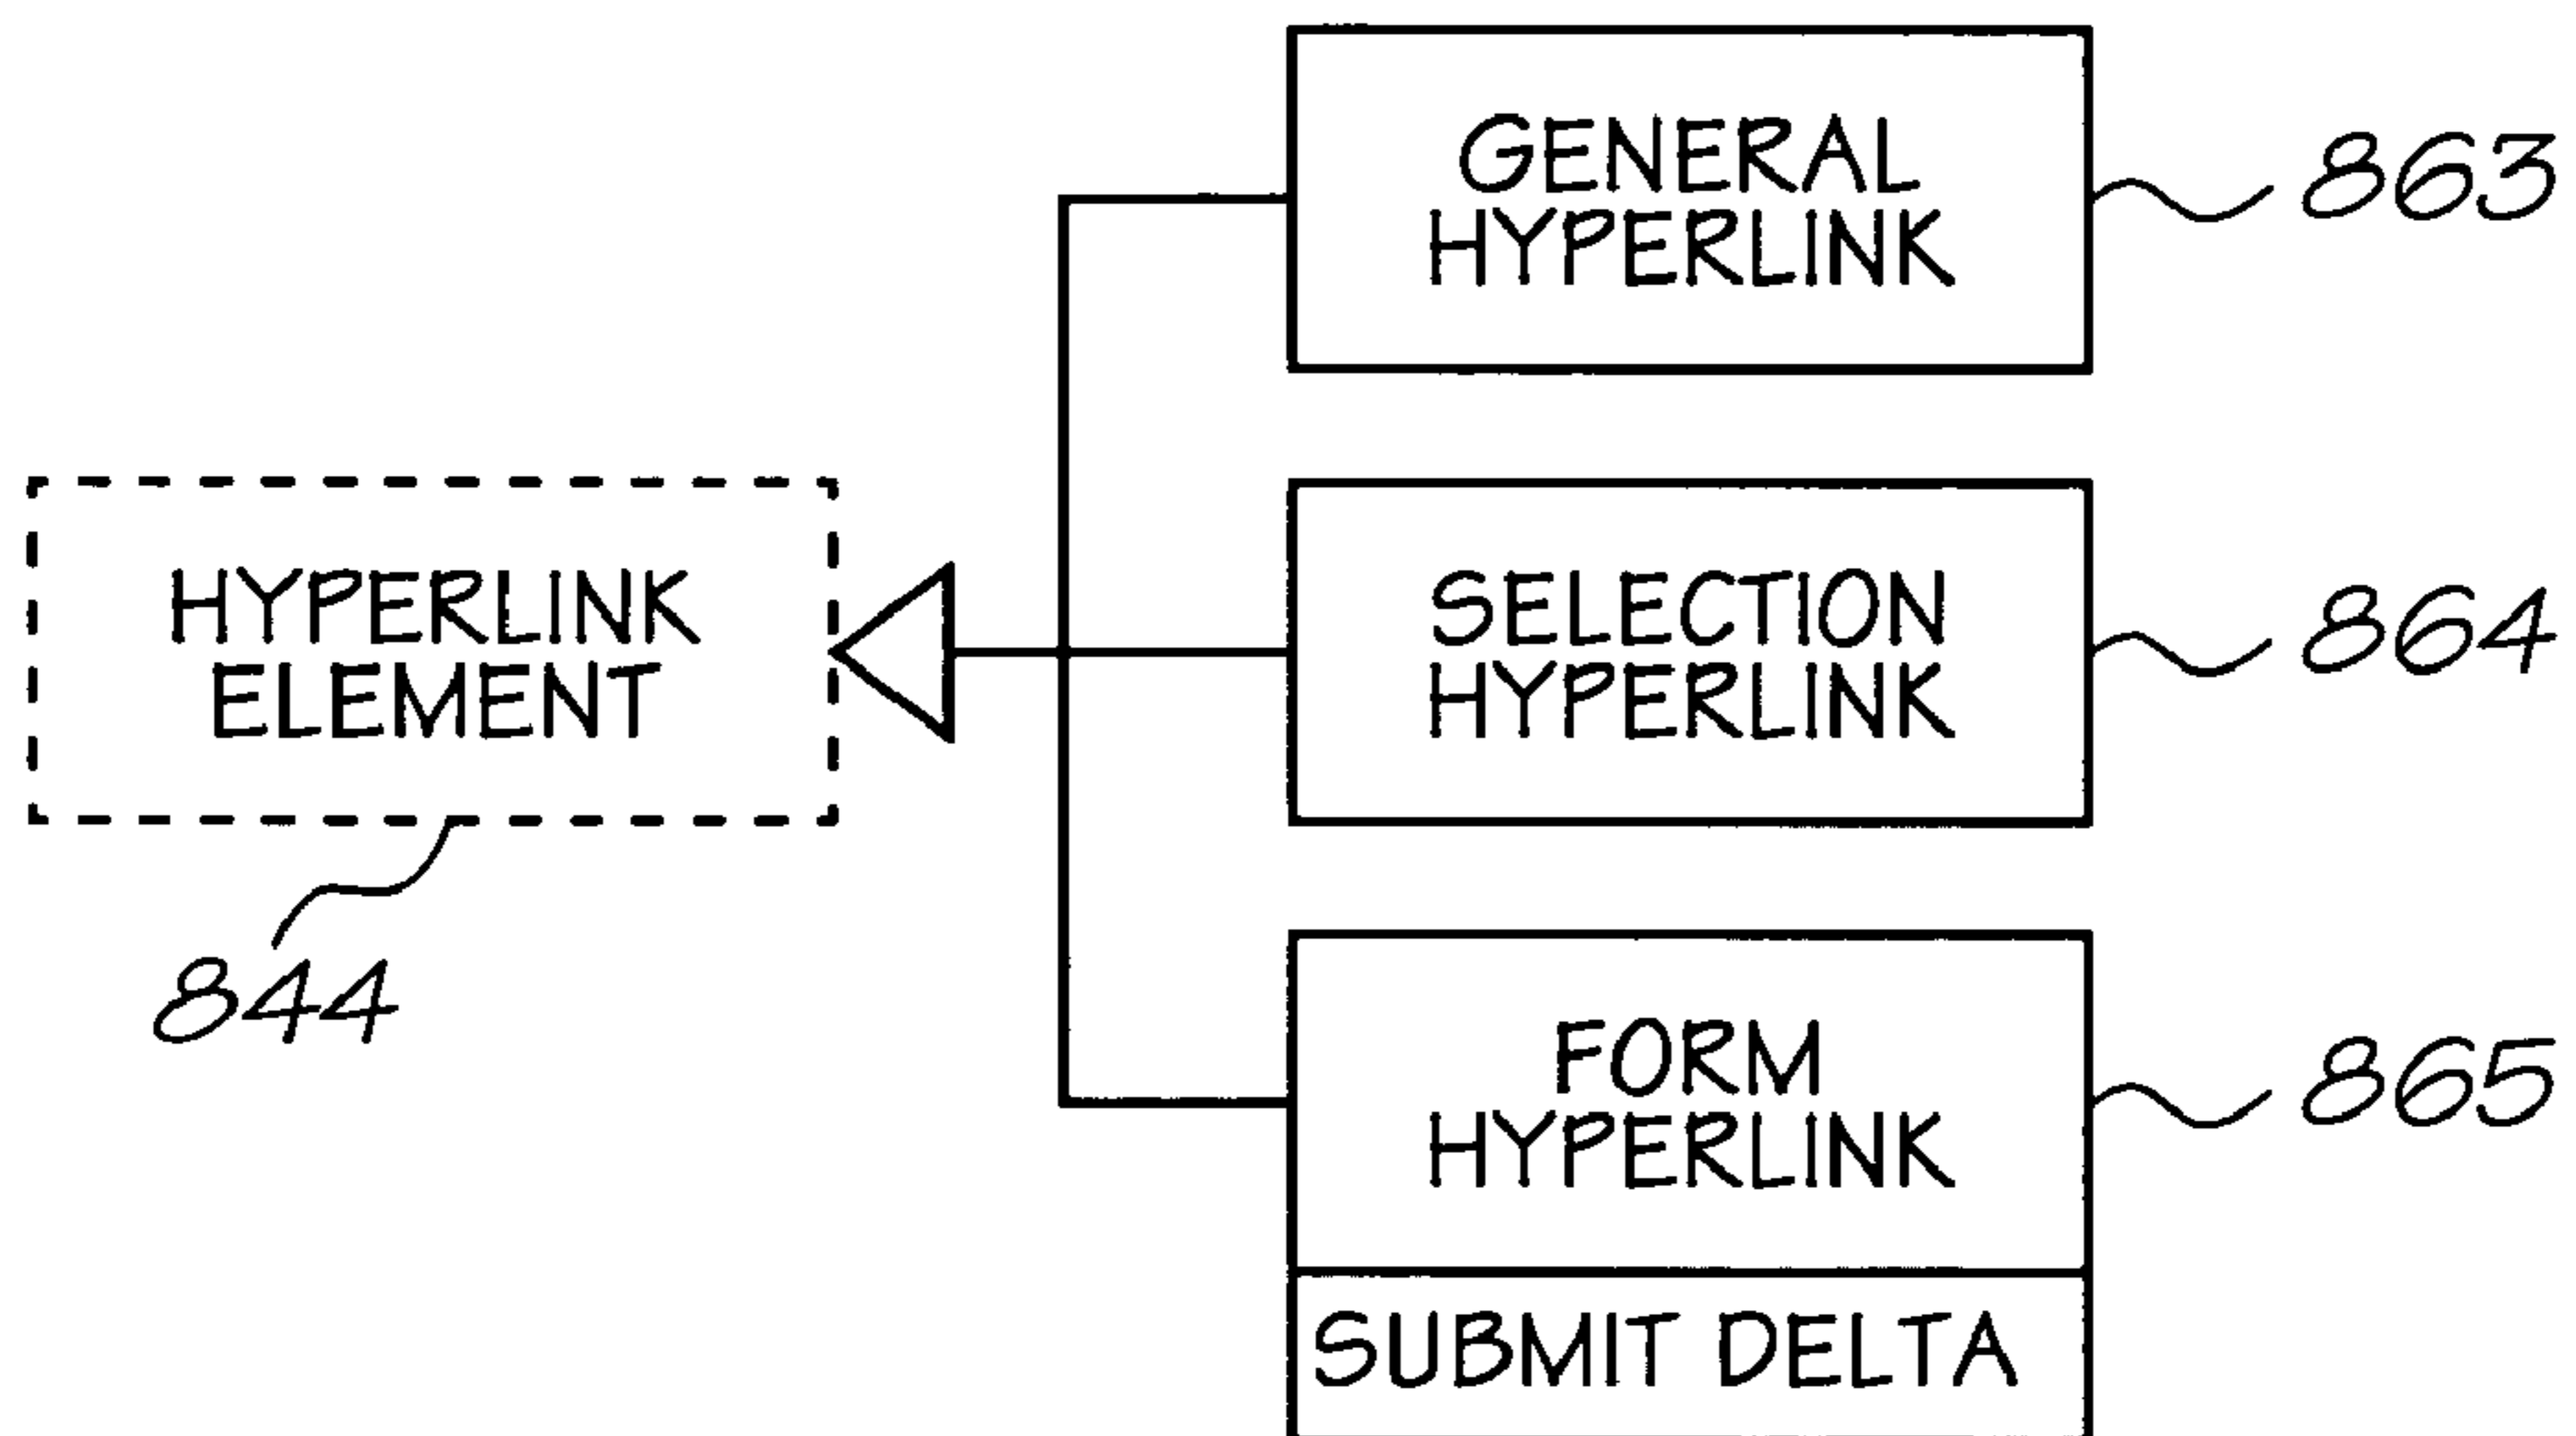 GENERAL
HYPERLINK
863
HYPERLINK
ELEMENT
844
SELECTION
HYPERLINK
864
FORM
HYPERLINK
865
SUBMIT DELTA